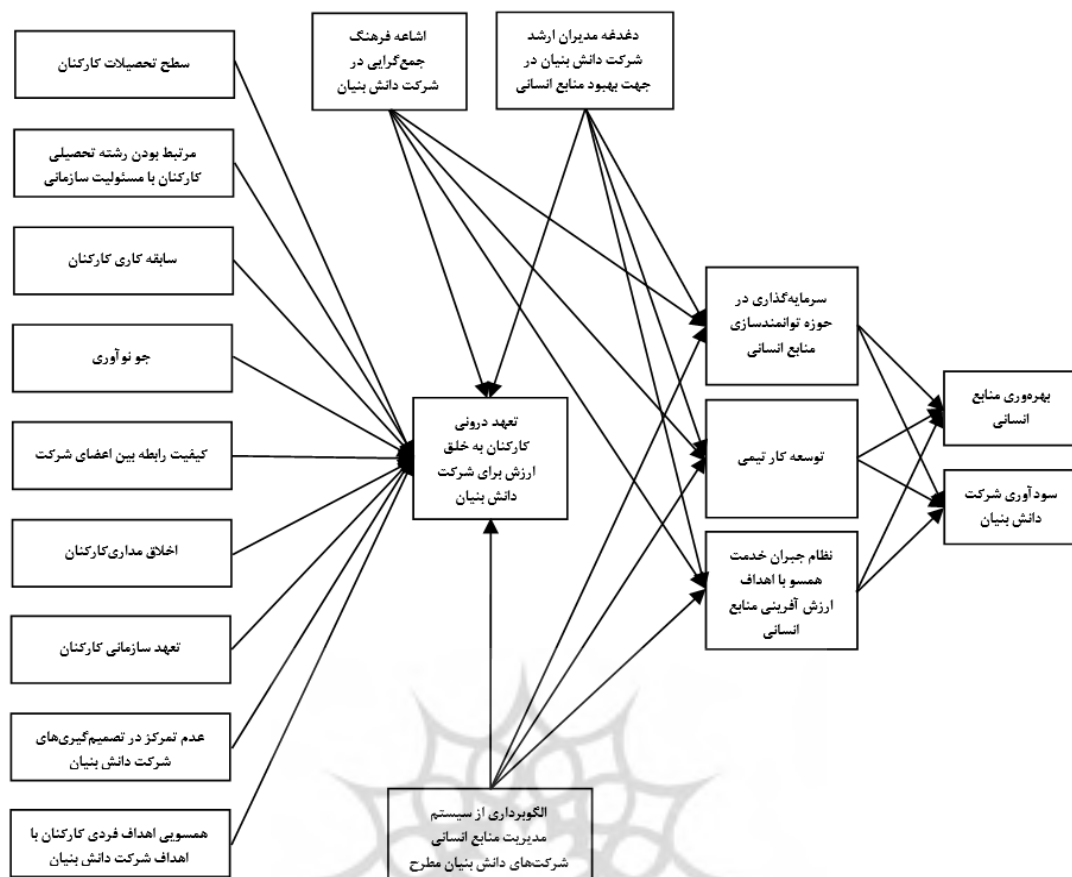 اشاعه فرهنگ
جمع‌گرایی در
شرکت دانش بنیان
دغدغه مدیران ارشد
شرکت دانش بنیان در
جهت بهبود منابع انسانی
سطح تحصیلات کارکنان
مرتبط بودن رشته تحصیلی
کارکنان با مسئولیت سازمانی
سابقه کاری کارکنان
جو نوآوری
کیفیت رابطه بین اعضای شرکت
اخلاق مداری‌کارکنان
تعهد سازمانی کارکنان
عدم تمرکز در تصمیم‌گیری‌های
شرکت دانش بنیان
همسویی اهداف فردی کارکنان با
اهداف شرکت دانش بنیان
تعهد درونی
کارکنان به خلق
ارزش برای شرکت
دانش بنیان
الگوبرداری از سیستم
مدیریت منابع انسانی
شرکت‌های دانش بنیان مطرح
سرمایه‌گذاری در
حوزه توانمندسازی
منابع انسانی
توسعه کار تیمی
نظام جبران خدمت
همسو با اهداف
ارزش آفرینی منابع
انسانی
بهره‌وری منابع
انسانی
سودآوری شرکت
دانش بنیان